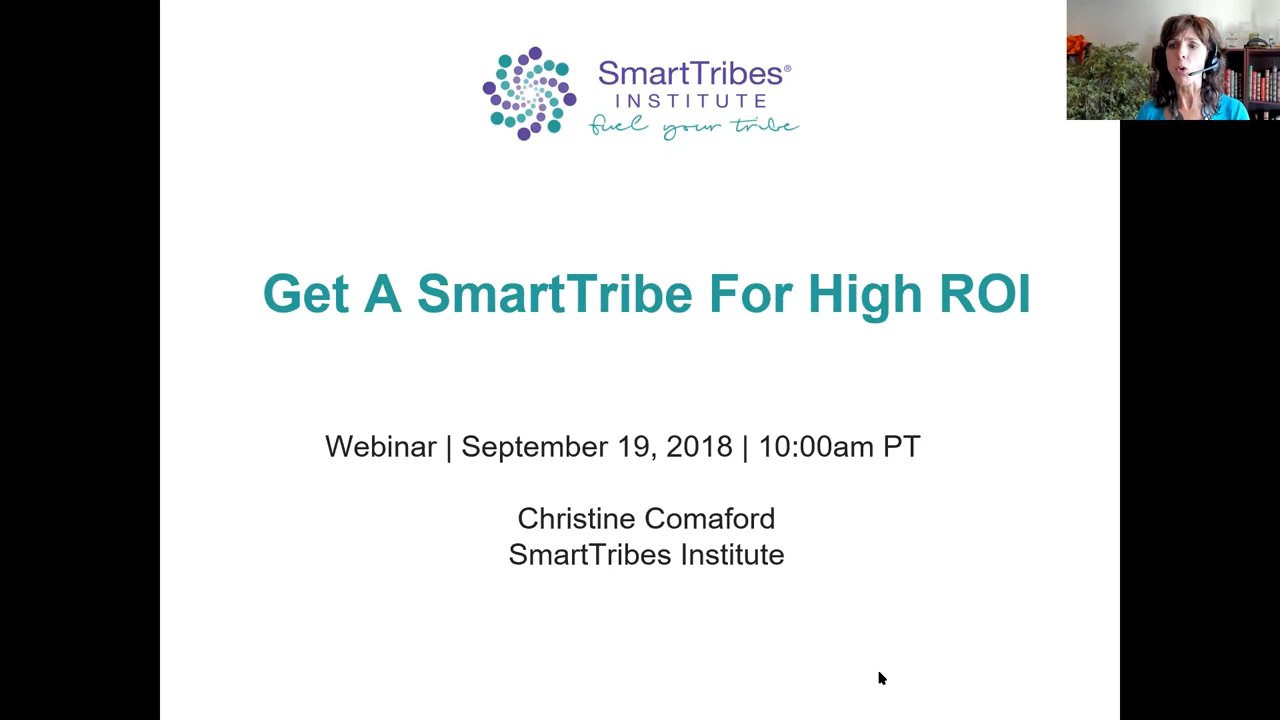 SmartTribes®
INSTITUTE
fuel your tribe
Get A SmartTribe For High ROI
Webinar | September 19, 2018 | 10:00am PT
Christine Comaford
SmartTribes Institute